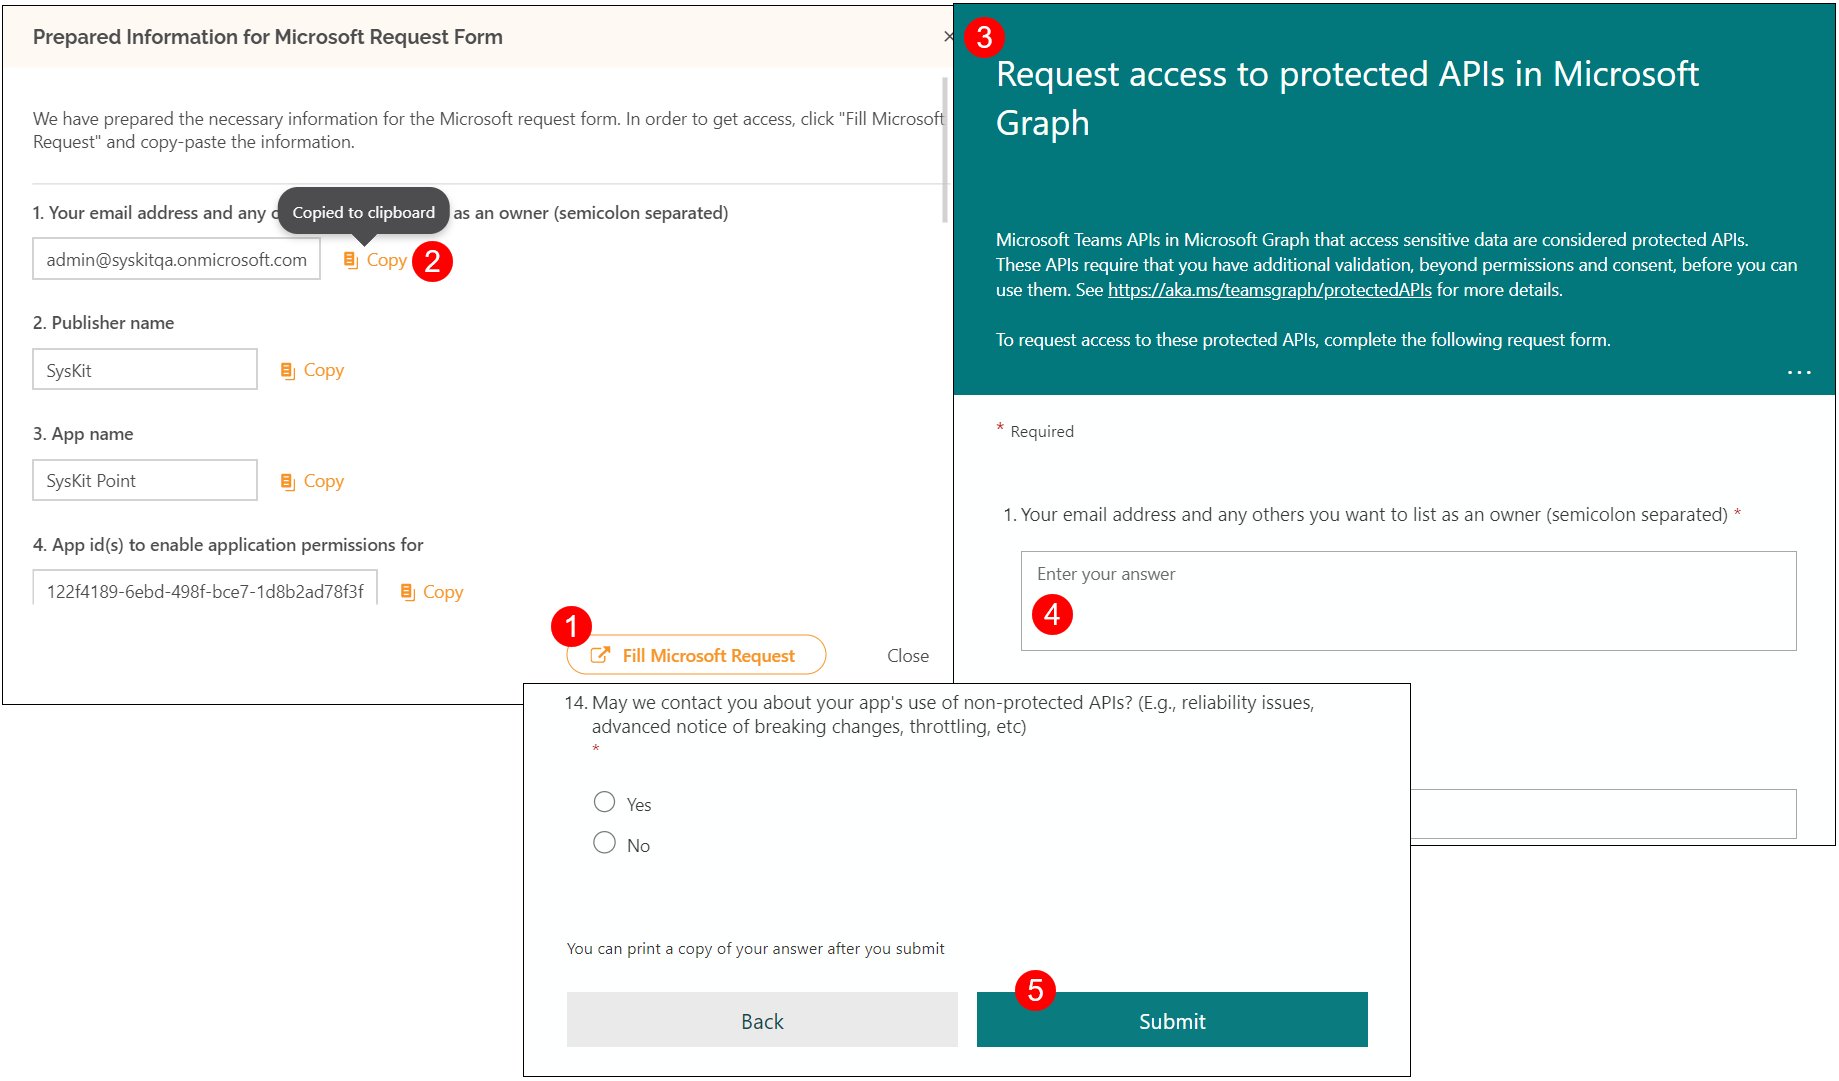 Prepared Information for Microsoft Request Form
×
We have prepared the necessary information for the Microsoft request form. In order to get access, click "Fill Microsoft
Request" and copy-paste the information.
1. Your email address and any o
Copied to clipboard
as an owner (semicolon separated)
admin@syskitqa.onmicrosoft.com
Copy
2
2. Publisher name
SysKit
Copy
3. App name
SysKit Point
Copy
4. App id(s) to enable application permissions for
122f4189-6ebd-498f-bce7-1d8b2ad78f3f
Copy
1
Fill Microsoft Request
Close
3
Request access to protected APIs in Microsoft
Graph
Microsoft Teams APIs in Microsoft Graph that access sensitive data are considered protected APIs.
These APIs require that you have additional validation, beyond permissions and consent, before you can
use them. See https://aka.ms/teamsgraph/protectedAPIs for more details.
To request access to these protected APIs, complete the following request form.
...
* Required
1. Your email address and any others you want to list as an owner (semicolon separated) *
Enter your answer
4
14. May we contact you about your app's use of non-protected APIs? (E.g., reliability issues,
advanced notice of breaking changes, throttling, etc)
*
Yes
No
You can print a copy of your answer after you submit
5
Back
Submit